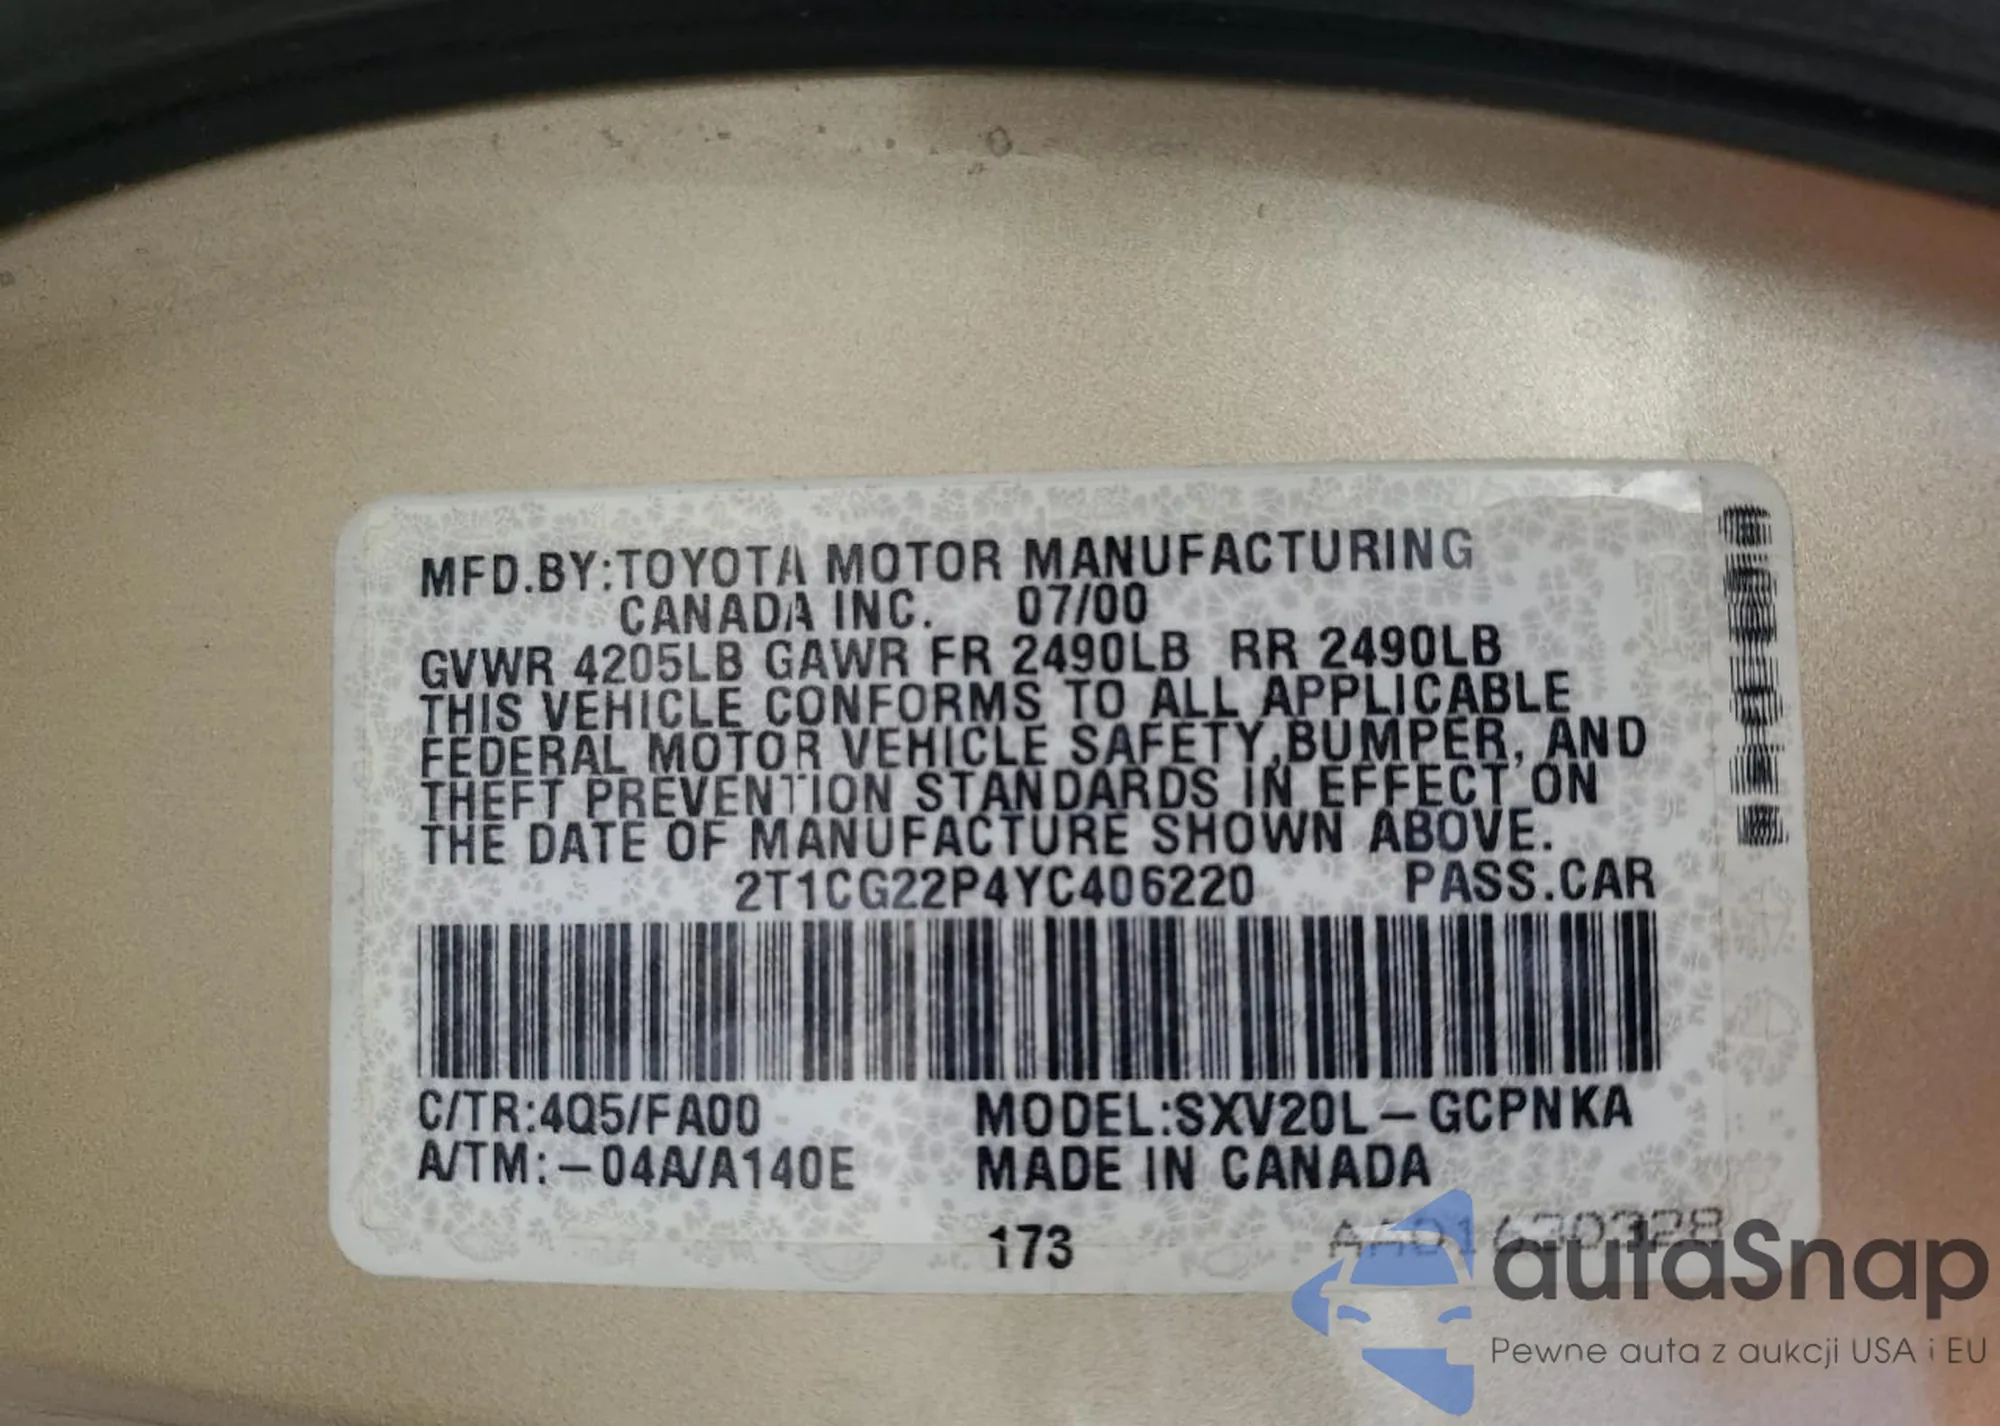 MFD.BY:TOYOTA MOTOR MANUFACTURING
CANADA INC. 07/00
GVWR 4205LB GAWR FR 2490LB RR 2490LB
THIS VEHICLE CONFORMS TO ALL APPLICABLE
FEDERAL MOTOR VEHICLE SAFETY,BUMPER, AND
THEFT PREVENTION STANDARDS IN EFFECT ON
THE DATE OF MANUFACTURE SHOWN ABOVE.
2T1CG22P4YC406220 PASS.CAR
C/TR:4Q5/FA00 MODEL:SXV20L-GCPNKA
A/TM:-04A/A140E MADE IN CANADA
173
AA01630328
autaSnap
Pewne auta z aukcji USA i EU